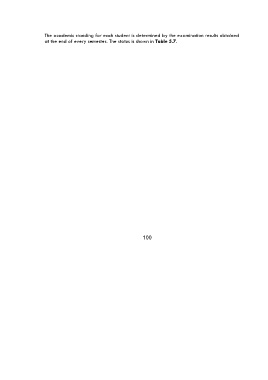 The academic standing for each student is determined by the examination results obtained
at the end of every semester. The status is shown in Table 5.7.
100